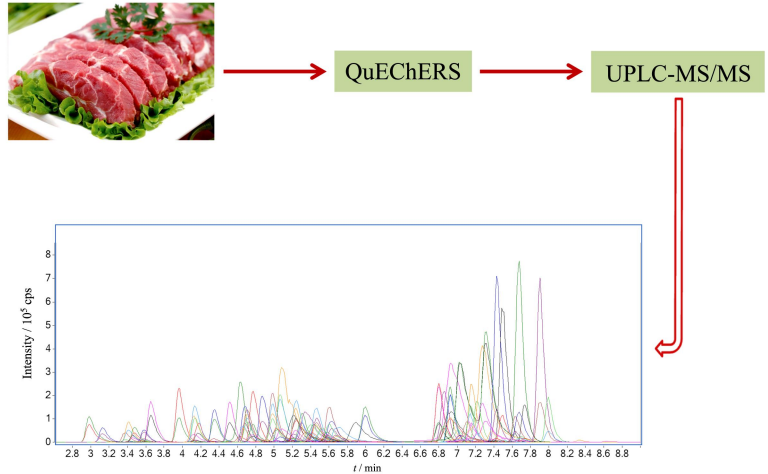 QuEChERS
UPLC-MS/MS
Intensity / 10⁵ cps
8
7
6
5
4
3
2
1
0
2.8 3 3.2 3.4 3.6 3.8 4 4.2 4.4 4.6 4.8 5 5.2 5.4 5.6 5.8 6 6.2 6.4 6.6 6.8 7 7.2 7.4 7.6 7.8 8 8.2 8.4 8.6 8.8
t / min